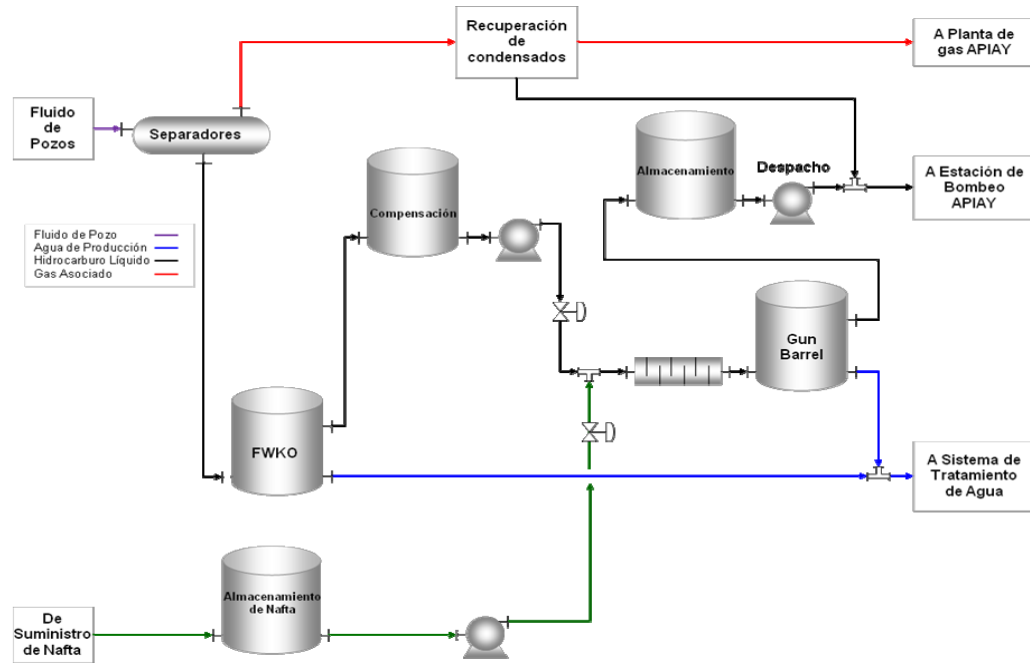 Recuperación
de
condensados
A Planta de
gas APIAY
Fluido
de
Pozos
Separadores
Almacenamiento
Despacho
A Estación de
Bombeo
APIAY
Compensación
Fluido de Pozo
Agua de Producción
Hidrocarburo Líquido
Gas Asociado
Gun
Barrel
FWKO
A Sistema de
Tratamiento
de Agua
Almacenamiento
de Nafta
De
Suministro
de Nafta